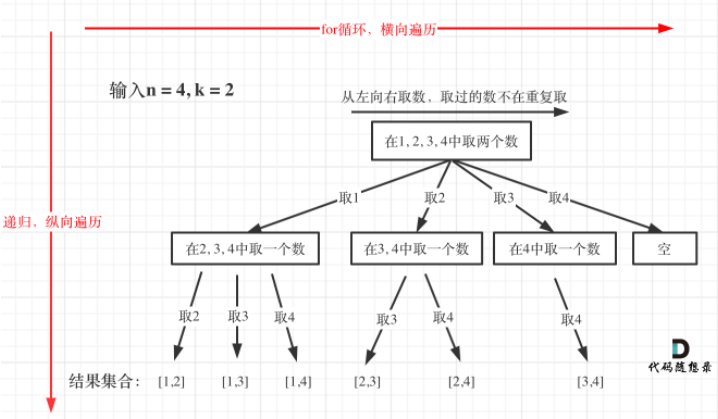 for循环，横向遍历
输入n = 4, k = 2
从左向右取数，取过的数不在重复取
在1, 2, 3, 4中取两个数
取1 取2 取3 取4
递归，纵向遍历
在2, 3, 4中取一个数 在3, 4中取一个数 在4中取一个数 空
取2 取3 取4 取3 取4 取4
代码随想录
结果集合： [1,2] [1,3] [1,4] [2,3] [2,4] [3,4]